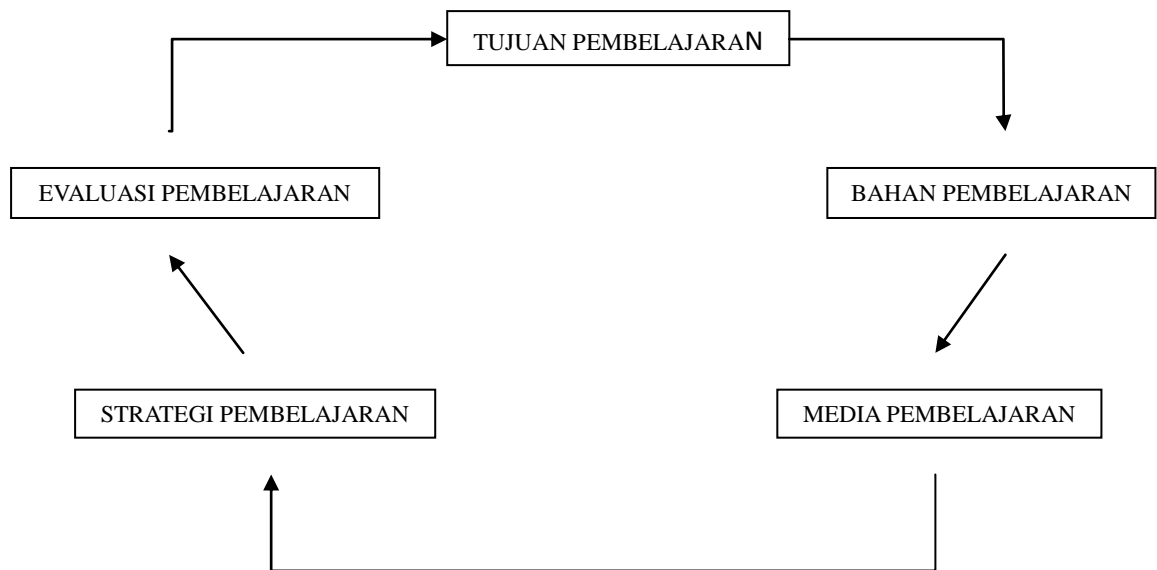 TUJUAN PEMBELAJARAN
EVALUASI PEMBELAJARAN
BAHAN PEMBELAJARAN
STRATEGI PEMBELAJARAN
MEDIA PEMBELAJARAN